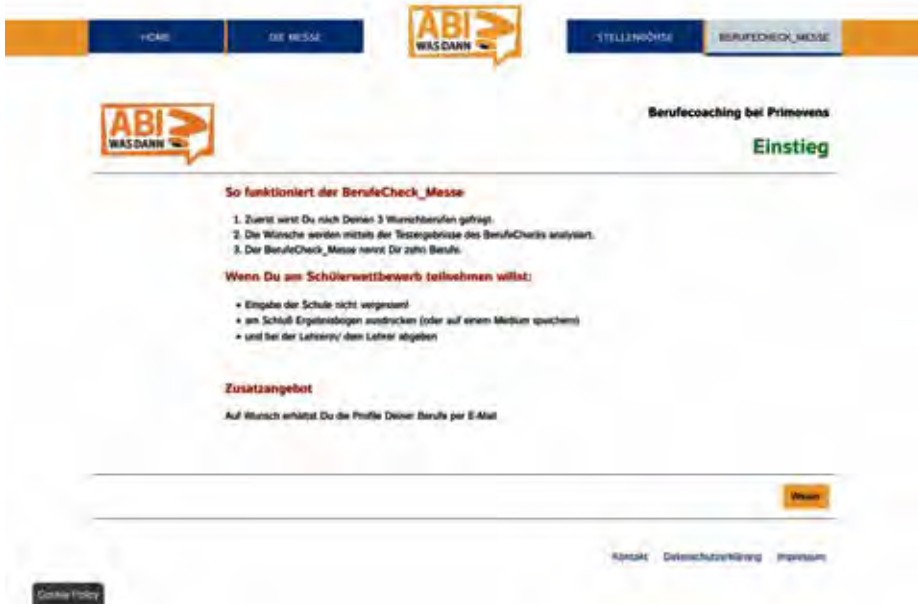 HOME
DIE MESSE
ABI
WAS DANN
STELLENBÖRSE
BERUFECHECK_MESSE
ABI
WAS DANN
Berufecoaching bei Primovens
Einstieg
So funktioniert der BerufeCheck_Messe
1. Zuerst wirst Du nach Deinen 3 Wunschberufen gefragt.
2. Die Wünsche werden mittels der Testergebnisse des BerufeChecks analysiert.
3. Der BerufeCheck_Messe nennt Dir zehn Berufe.
Wenn Du am Schülerwettbewerb teilnehmen willst:
• Eingabe der Schule nicht vergessen!
• am Schluß Ergebnisbogen ausdrucken (oder auf einem Medium speichern)
• und bei der Lehrerin/ dem Lehrer abgeben
Zusatzangebot
Auf Wunsch erhältst Du die Profile Deiner Berufe per E-Mail
Weiter
Kontakt Datenschutzerklärung Impressum
Cookie Policy